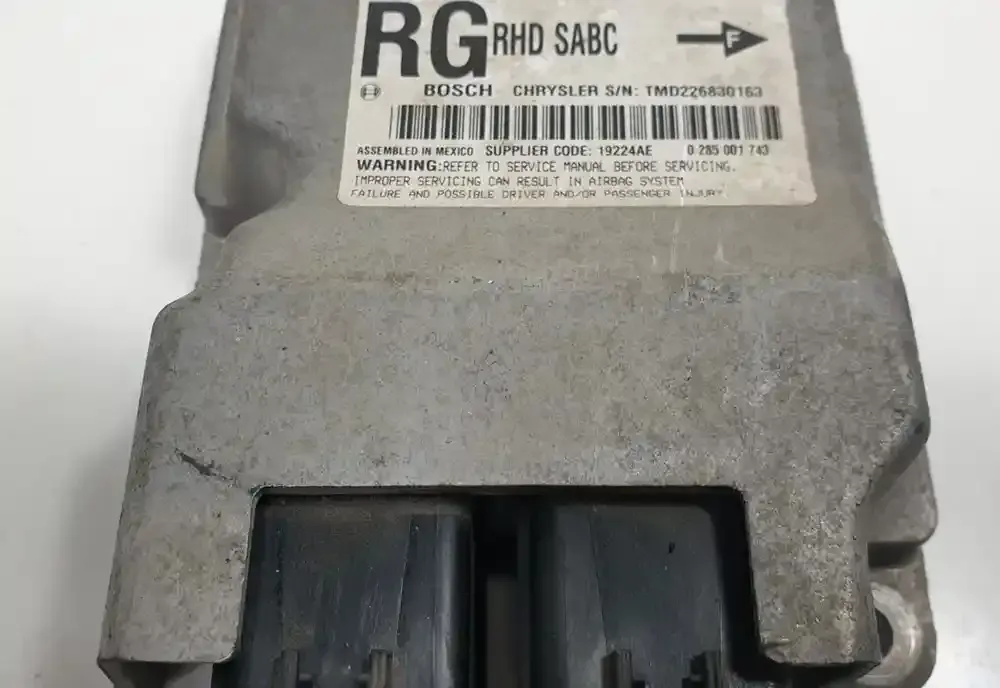 RG RHD SABC F
BOSCH CHRYSLER S/N: TMD226830163
ASSEMBLED IN MEXICO SUPPLIER CODE: 19224AE 0 285 001 743
WARNING:REFER TO SERVICE MANUAL BEFORE SERVICING.
IMPROPER SERVICING CAN RESULT IN AIRBAG SYSTEM
FAILURE AND POSSIBLE DRIVER AND/OR PASSENGER INJURY